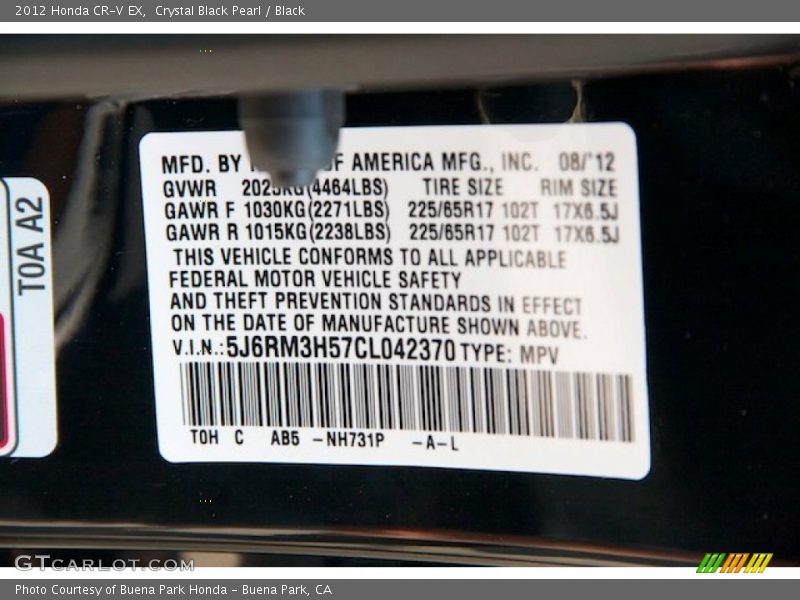 2012 Honda CR-V EX, Crystal Black Pearl / Black
MFD. BY OF AMERICA MFG., INC. 08/'12
GVWR 2025KG(4464LBS) TIRE SIZE RIM SIZE
GAWR F 1030KG(2271LBS) 225/65R17 102T 17X6.5J
GAWR R 1015KG(2238LBS) 225/65R17 102T 17X6.5J
THIS VEHICLE CONFORMS TO ALL APPLICABLE
FEDERAL MOTOR VEHICLE SAFETY
AND THEFT PREVENTION STANDARDS IN EFFECT
ON THE DATE OF MANUFACTURE SHOWN ABOVE.
V.I.N.:5J6RM3H57CL042370 TYPE: MPV
T0H C AB5 -NH731P -A-L
T0A A2
GTCARLOT.COM
Photo Courtesy of Buena Park Honda - Buena Park, CA